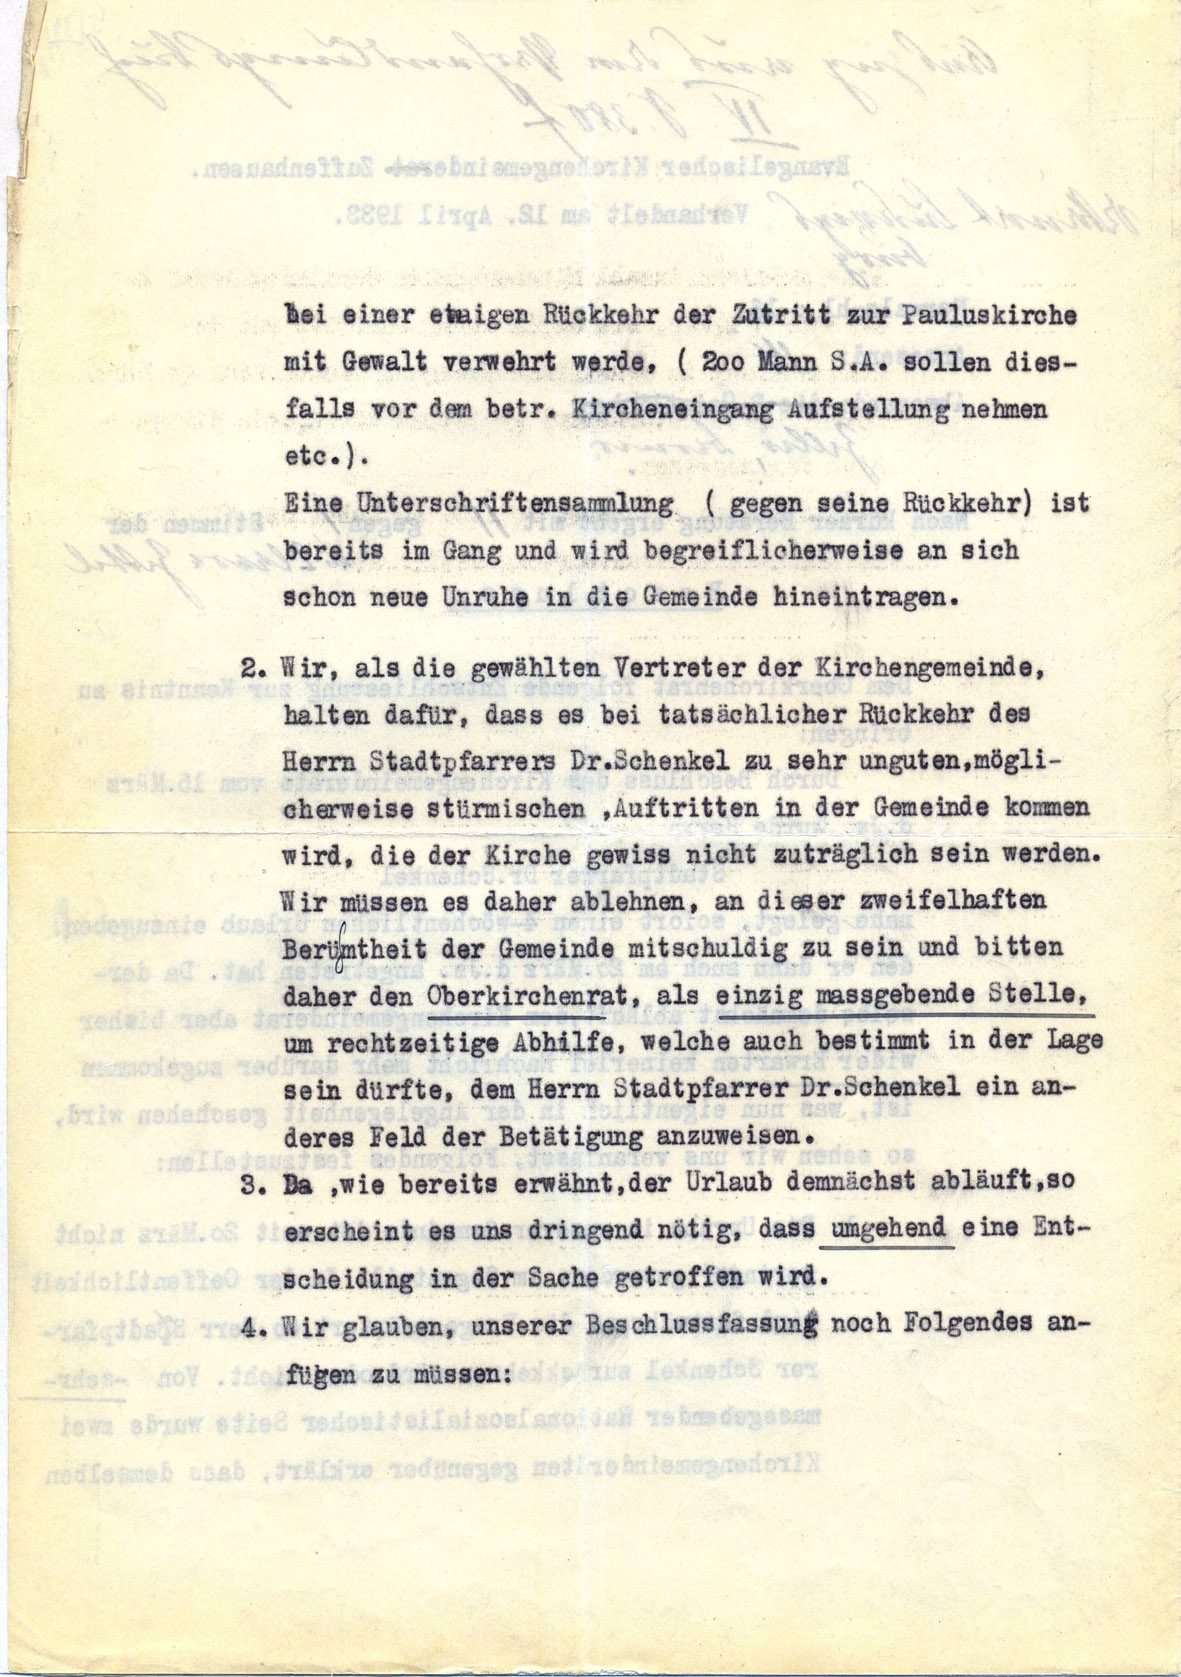 bei einer etwaigen Rückkehr der Zutritt zur Pauluskirche
mit Gewalt verwehrt werde, ( 2oo Mann S.A. sollen dies-
falls vor dem betr. Kircheneingang Aufstellung nehmen
etc.).
Eine Unterschriftensammlung ( gegen seine Rückkehr) ist
bereits im Gang und wird begreiflicherweise an sich
schon neue Unruhe in die Gemeinde hineintragen.
2. Wir, als die gewählten Vertreter der Kirchengemeinde,
halten dafür, dass es bei tatsächlicher Rückkehr des
Herrn Stadtpfarrers Dr.Schenkel zu sehr unguten,mögli-
cherweise stürmischen ,Auftritten in der Gemeinde kommen
wird, die der Kirche gewiss nicht zuträglich sein werden.
Wir müssen es daher ablehnen, an dieser zweifelhaften
Berühmtheit der Gemeinde mitschuldig zu sein und bitten
daher den Oberkirchenrat, als einzig massgebende Stelle,
um rechtzeitige Abhilfe, welche auch bestimmt in der Lage
sein dürfte, dem Herrn Stadtpfarrer Dr.Schenkel ein an-
deres Feld der Betätigung anzuweisen.
3. Da ,wie bereits erwähnt,der Urlaub demnächst abläuft,so
erscheint es uns dringend nötig, dass umgehend eine Ent-
scheidung in der Sache getroffen wird.
4. Wir glauben, unserer Beschlussfassung noch Folgendes an-
fügen zu müssen: